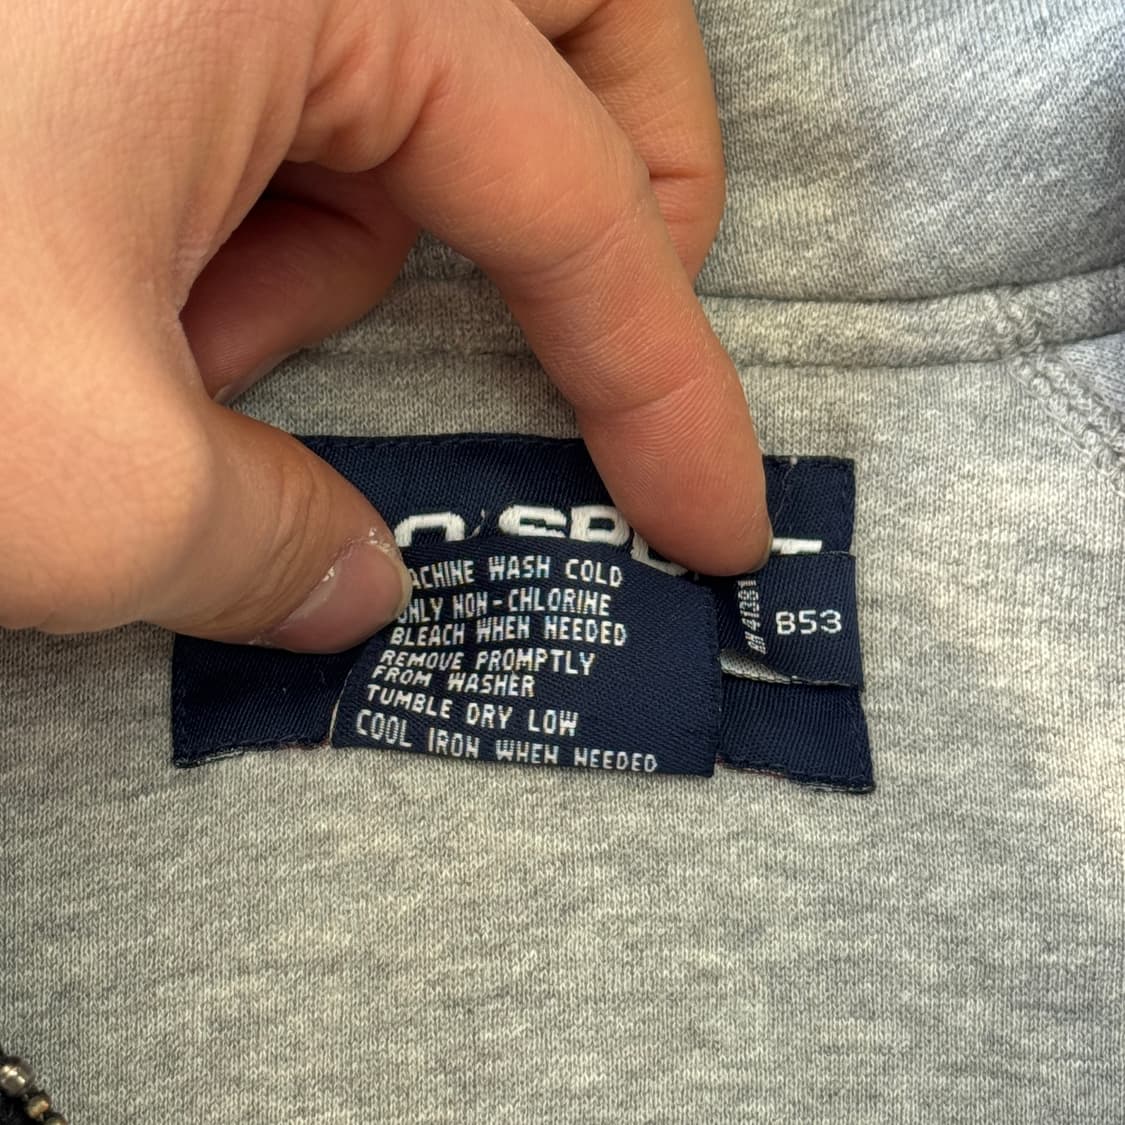 MACHINE WASH COLD
ONLY NON-CHLORINE
BLEACH WHEN NEEDED
REMOVE PROMPTLY
FROM WASHER
TUMBLE DRY LOW
COOL IRON WHEN NEEDED
B53